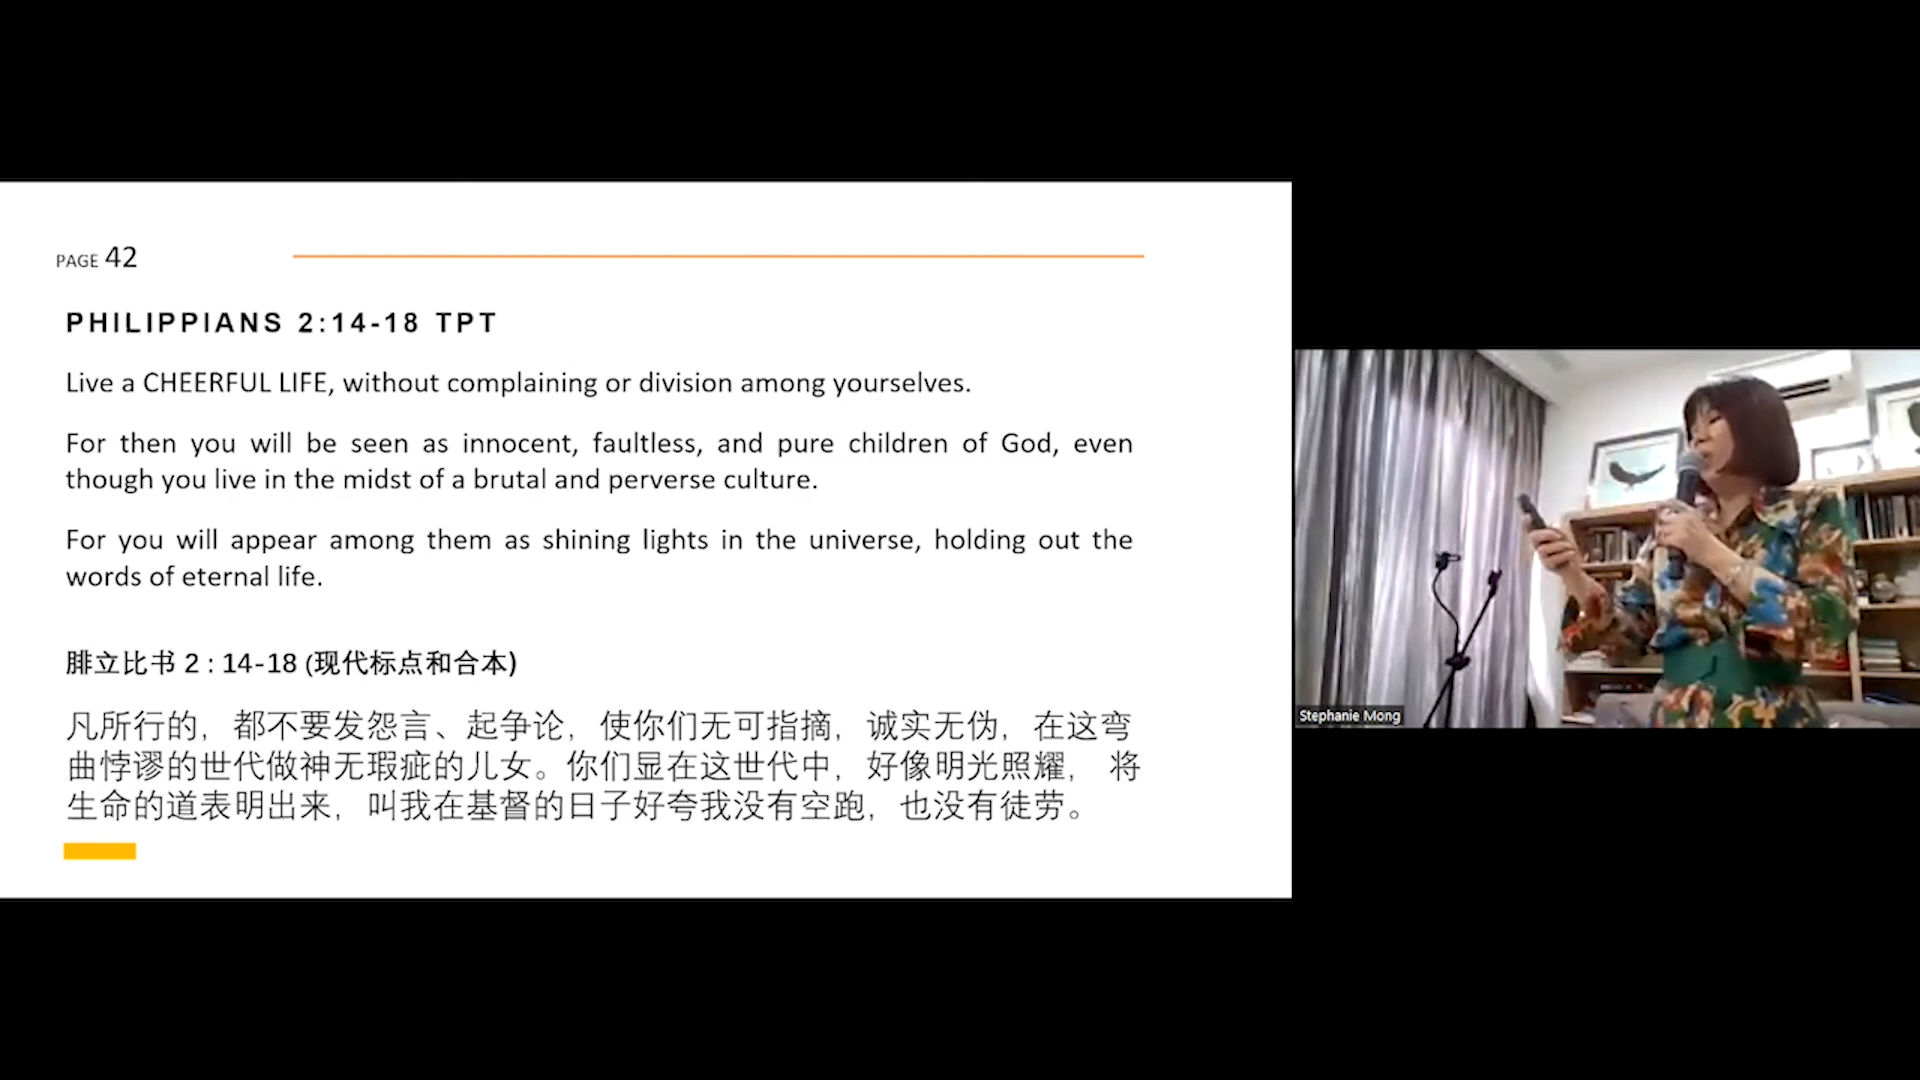 PAGE 42
PHILIPPIANS 2:14-18 TPT
Live a CHEERFUL LIFE, without complaining or division among yourselves.
For then you will be seen as innocent, faultless, and pure children of God, even
though you live in the midst of a brutal and perverse culture.
For you will appear among them as shining lights in the universe, holding out the
words of eternal life.
腓立比书 2 : 14-18 (现代标点和合本)
凡所行的，都不要发怨言、起争论，使你们无可指摘，诚实无伪，在这弯
曲悖谬的世代做神无瑕疵的儿女。你们显在这世代中，好像明光照耀， 将
生命的道表明出来，叫我在基督的日子好夸我没有空跑，也没有徒劳。
Stephanie Mong